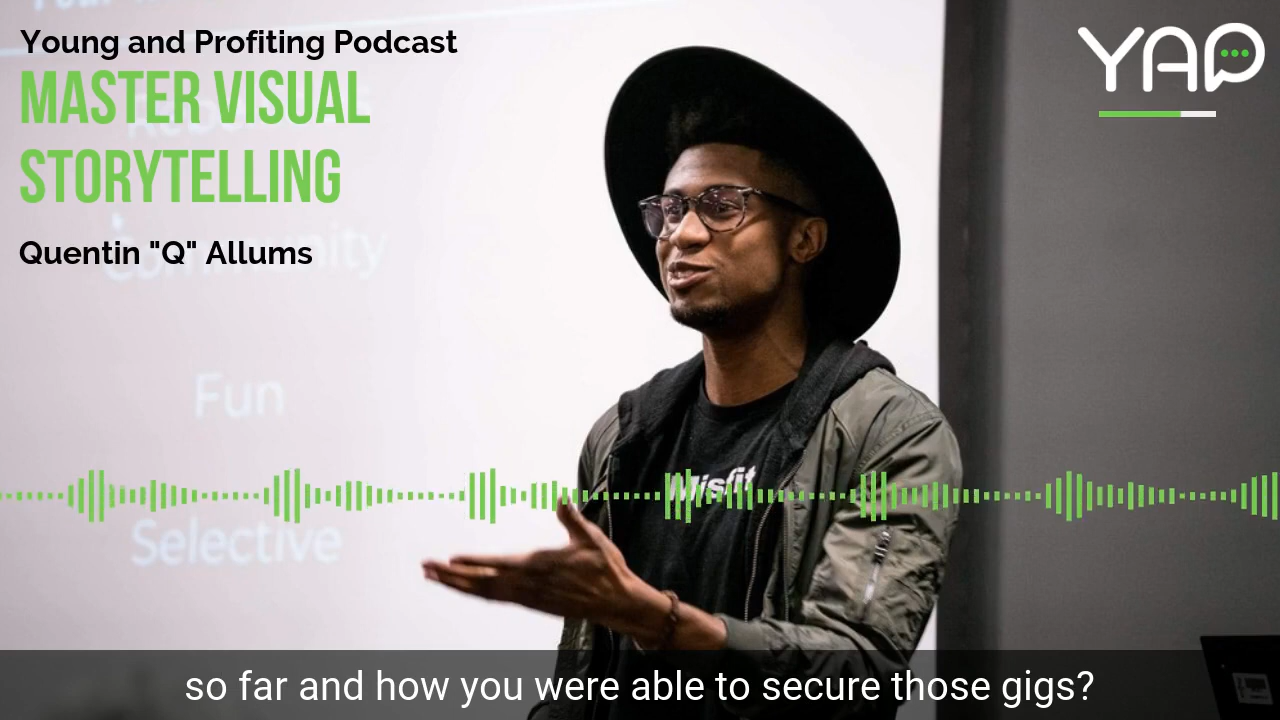 Young and Profiting Podcast
YAP
MASTER VISUAL
STORYTELLING
Quentin "Q" Allums
Fun
Misfit
Selective
so far and how you were able to secure those gigs?